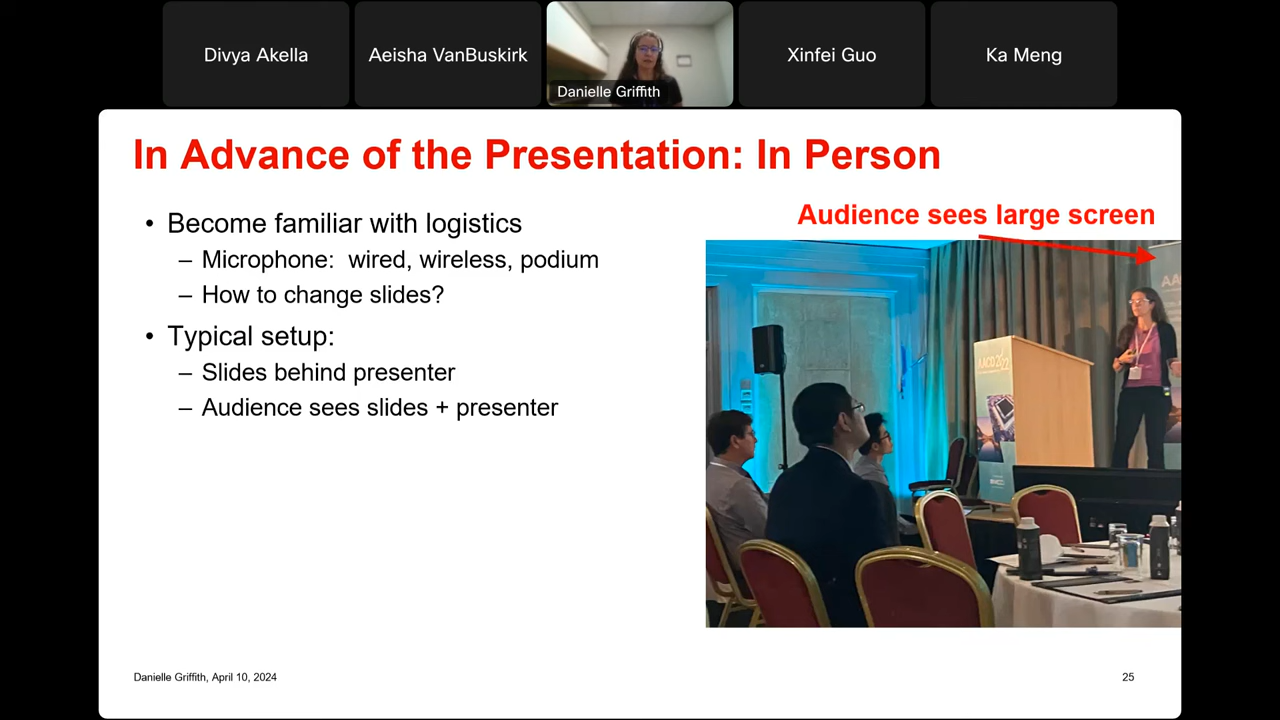 Divya Akella
Aeisha VanBuskirk
Danielle Griffith
Xinfei Guo
Ka Meng
In Advance of the Presentation: In Person
• Become familiar with logistics
– Microphone: wired, wireless, podium
– How to change slides?
• Typical setup:
– Slides behind presenter
– Audience sees slides + presenter
Audience sees large screen
AACD 2022
Danielle Griffith, April 10, 2024
25